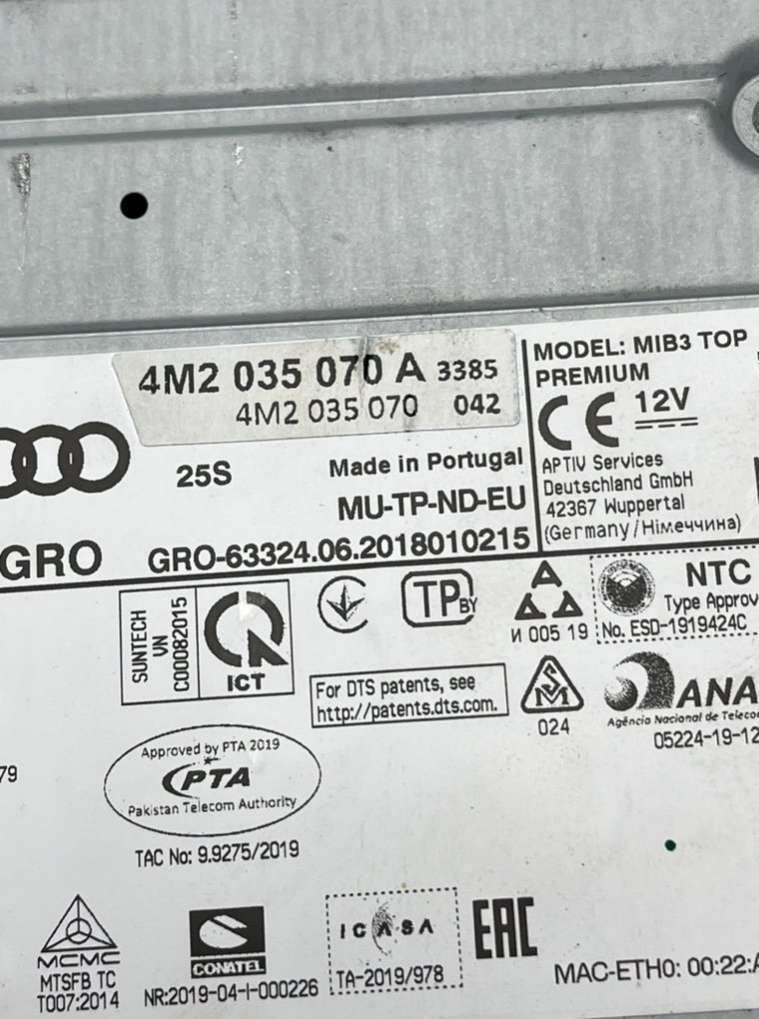 4M2 035 070 A 3385
4M2 035 070 042
25S
Made in Portugal
MU-TP-ND-EU
GRO
GRO-63324.06.2018010215
MODEL: MIB3 TOP
PREMIUM
CE 12V
APTIV Services
Deutschland GmbH
42367 Wuppertal
(Germany/Німеччина)
SUNTECH
VN
C00082015
ICT
TP BY
И 005 19
NTC
Type Approv
No. ESD-1919424C
For DTS patents, see
http://patents.dts.com.
024
ANA
Agência Nacional de Teleco
05224-19-12
79
Approved by PTA 2019
PTA
Pakistan Telecom Authority
TAC No: 9.9275/2019
MCMC
MTSFB TC
T007:2014
CONATEL
NR:2019-04-I-000226
ICASA
TA-2019/978
EAC
MAC-ETH0: 00:22:A